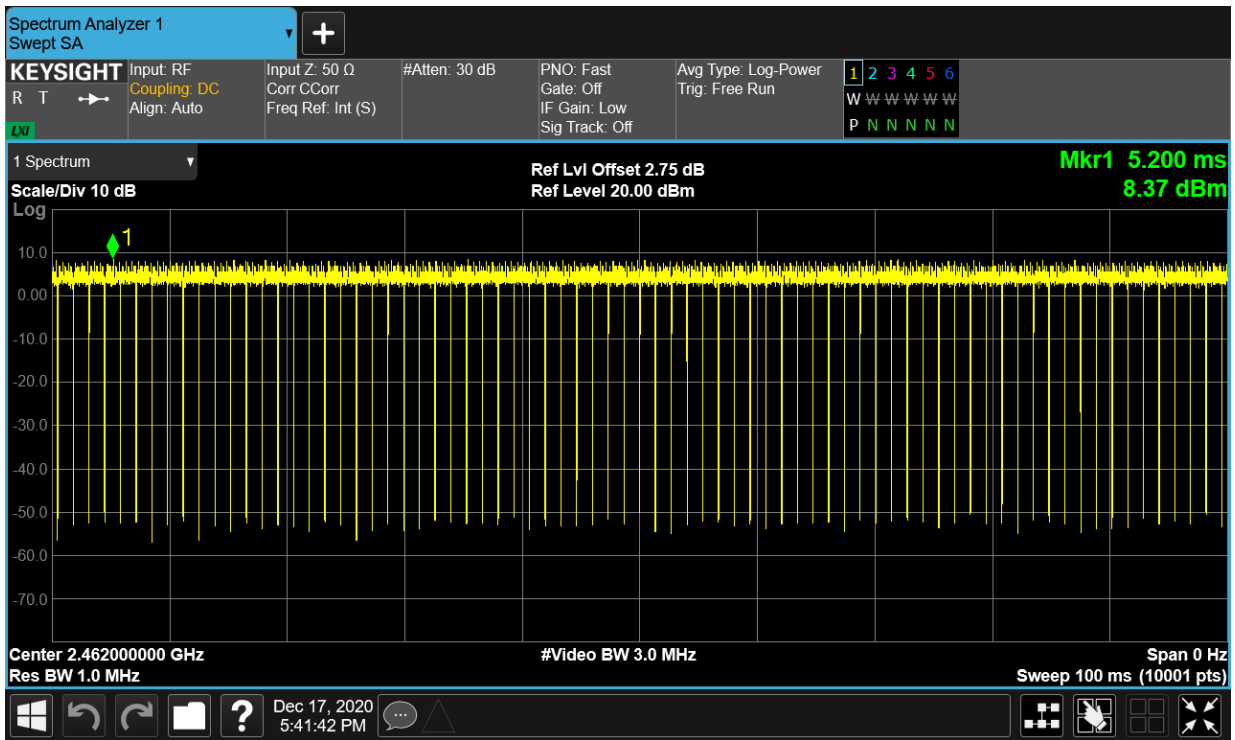 Spectrum Analyzer 1
Swept SA
+
KEYSIGHT Input: RF Input Z: 50 Ω #Atten: 30 dB PNO: Fast Avg Type: Log-Power 1 2 3 4 5 6
R T Coupling: DC Corr CCorr Gate: Off Trig: Free Run W W W W W W
Align: Auto Freq Ref: Int (S) IF Gain: Low
LXI Sig Track: Off P N N N N N
1 Spectrum
Ref Lvl Offset 2.75 dB Mkr1 5.200 ms
Scale/Div 10 dB Ref Level 20.00 dBm 8.37 dBm
Log
1
10.0
0.00
-10.0
-20.0
-30.0
-40.0
-50.0
-60.0
-70.0
Center 2.462000000 GHz #Video BW 3.0 MHz Span 0 Hz
Res BW 1.0 MHz Sweep 100 ms (10001 pts)
? Dec 17, 2020
5:41:42 PM